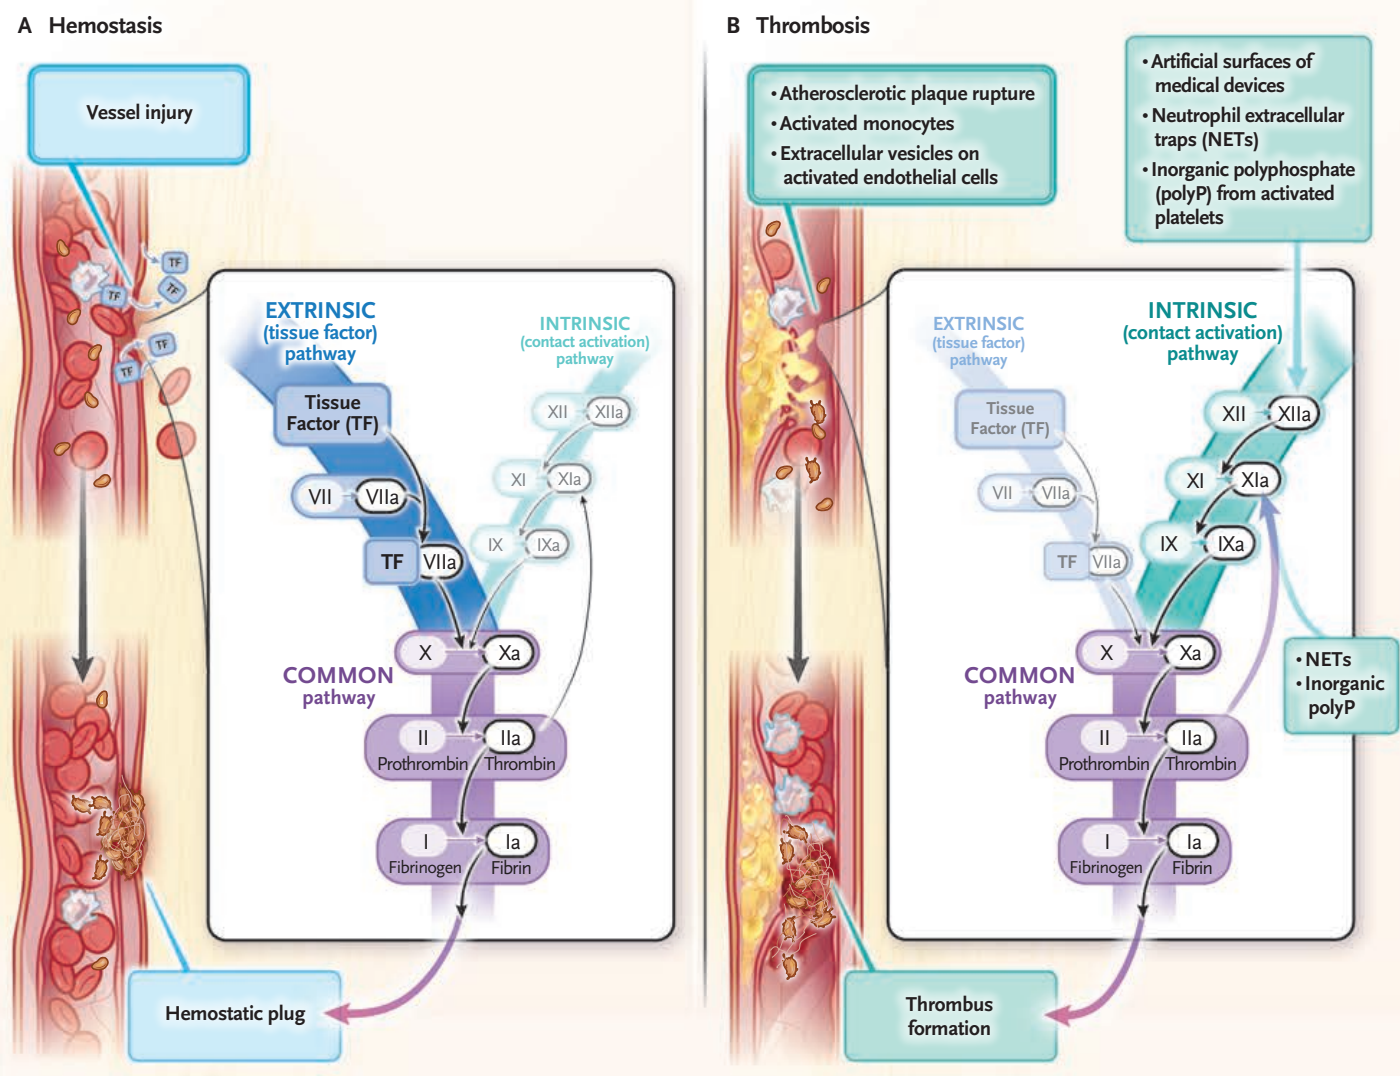 A Hemostasis
Vessel injury
TF
TF
TF
TF
TF
EXTRINSIC
(tissue factor)
pathway
INTRINSIC
(contact activation)
pathway
Tissue
Factor (TF)
XII
XIIa
VII
VIIa
XI
XIa
TF
VIIa
IX
IXa
X
Xa
COMMON
pathway
II
IIa
Prothrombin
Thrombin
I
Ia
Fibrinogen
Fibrin
Hemostatic plug
B Thrombosis
• Atherosclerotic plaque rupture
• Activated monocytes
• Extracellular vesicles on
activated endothelial cells
• Artificial surfaces of
medical devices
• Neutrophil extracellular
traps (NETs)
• Inorganic polyphosphate
(polyP) from activated
platelets
EXTRINSIC
(tissue factor)
pathway
INTRINSIC
(contact activation)
pathway
Tissue
Factor (TF)
XII
XIIa
VII
VIIa
XI
XIa
TF
VIIa
IX
IXa
X
Xa
COMMON
pathway
• NETs
• Inorganic
polyP
II
IIa
Prothrombin
Thrombin
I
Ia
Fibrinogen
Fibrin
Thrombus
formation